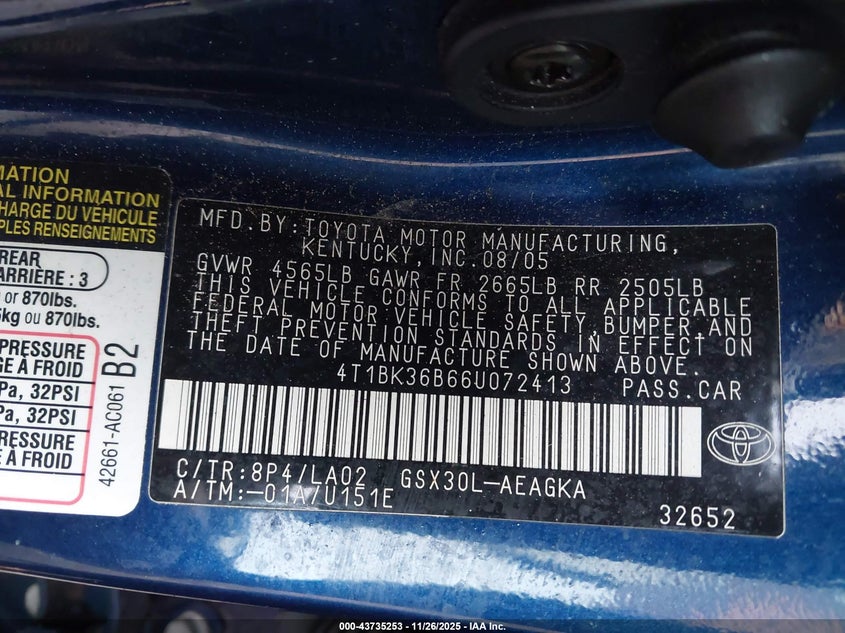 MATION
AL INFORMATION
CHARGE DU VEHICULE
PLES RENSEIGNEMENTS
REAR
ARRIÈRE : 3
or 870lbs.
kg ou 870lbs.
PRESSURE
E À FROID
Pa, 32PSI
Pa, 32PSI
PRESSURE
E À FROID
42661-AC061 B2
MFD.BY:TOYOTA MOTOR MANUFACTURING,
KENTUCKY,INC.08/05
GVWR 4565LB GAWR FR 2665LB RR 2505LB
THIS VEHICLE CONFORMS TO ALL APPLICABLE
FEDERAL MOTOR VEHICLE SAFETY,BUMPER,AND
THEFT PREVENTION STANDARDS IN EFFECT ON
THE DATE OF MANUFACTURE SHOWN ABOVE.
4T1BK36B66U072413 PASS.CAR
C/TR:8P4/LA02 GSX30L-AEAGKA
A/TM:-01A/U151E
32652
000-43735253 - 11/26/2025 - IAA Inc.